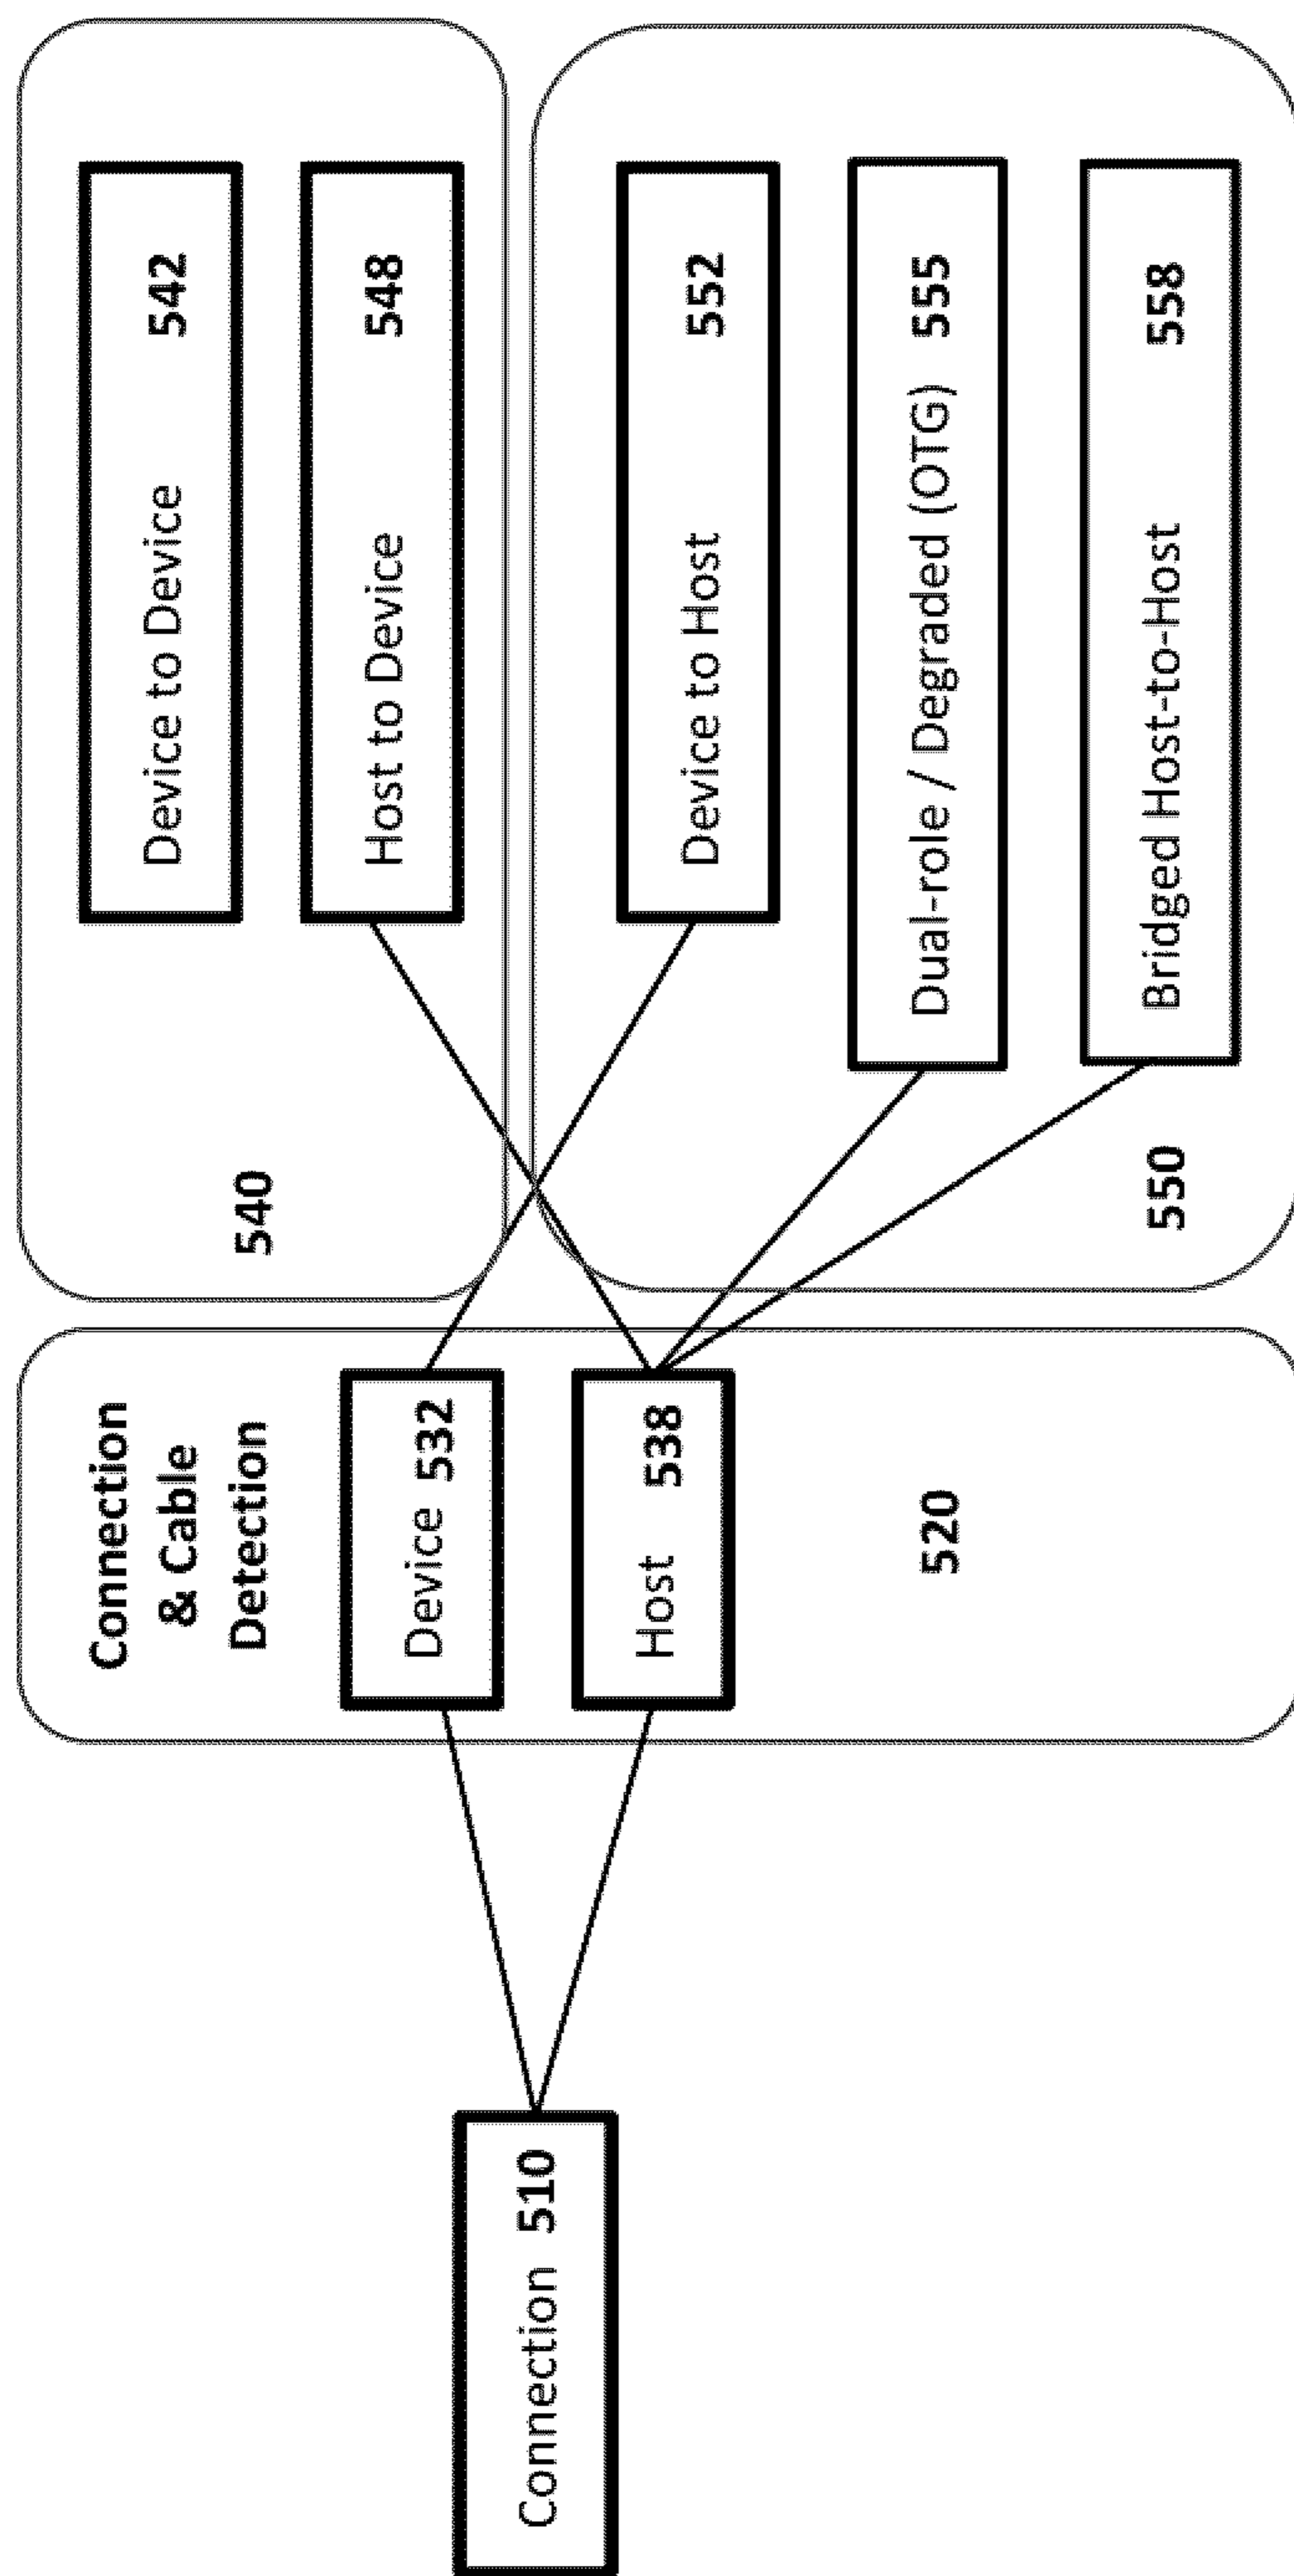 Connection 510
Connection
& Cable
Detection
Device 532
Host 538
520
540
Device to Device 542
Host to Device 548
550
Device to Host 552
Dual-role / Degraded (OTG) 555
Bridged Host-to-Host 558